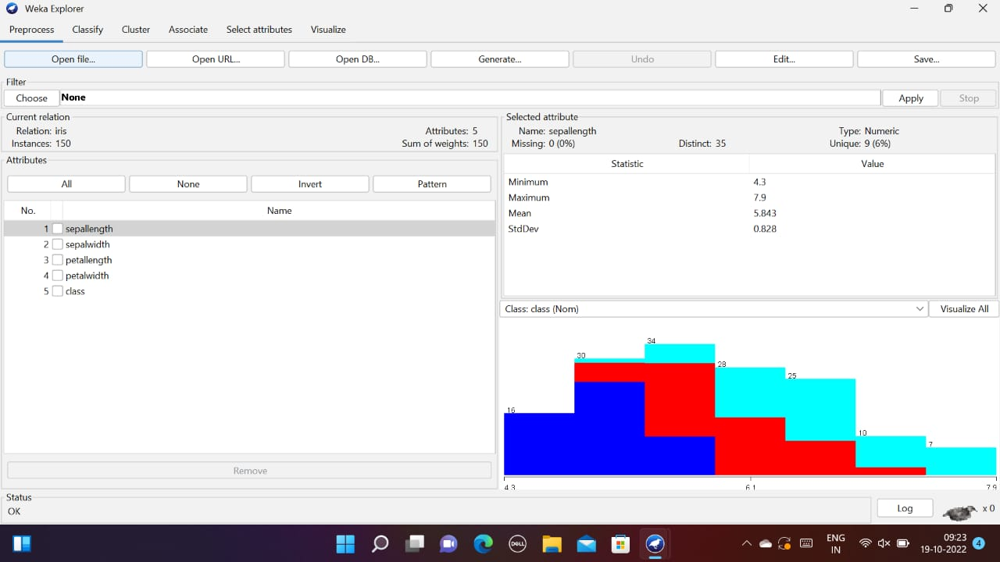 Weka Explorer
Preprocess Classify Cluster Associate Select attributes Visualize
Open file... Open URL... Open DB... Generate... Undo Edit... Save...
Filter
Choose None Apply Stop
Current relation
Relation: iris Attributes: 5
Instances: 150 Sum of weights: 150
Attributes
All None Invert Pattern
No. Name
1 sepallength
2 sepalwidth
3 petallength
4 petalwidth
5 class
Remove
Selected attribute
Name: sepallength Type: Numeric
Missing: 0 (0%) Distinct: 35 Unique: 9 (6%)
Statistic Value
Minimum 4.3
Maximum 7.9
Mean 5.843
StdDev 0.828
Class: class (Nom) Visualize All
16 30 34 28 25 10 7
4.3 6.1 7.9
Status
OK
Log x 0
DELL
ENG
IN
09:23
19-10-2022
4